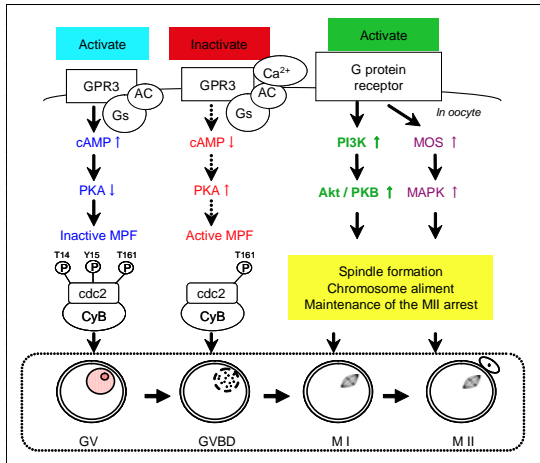 Activate
Inactivate
Activate
GPR3
AC
Gs
GPR3
Ca2+
AC
Gs
G protein
receptor
In oocyte
cAMP ↑
cAMP ↓
PI3K ↑
MOS ↑
PKA ↓
PKA ↑
Akt / PKB ↑
MAPK ↑
Inactive MPF
Active MPF
T14
Y15
T161
T161
P
P
P
P
cdc2
CyB
cdc2
CyB
Spindle formation
Chromosome aliment
Maintenance of the MII arrest
GV
GVBD
M I
M II